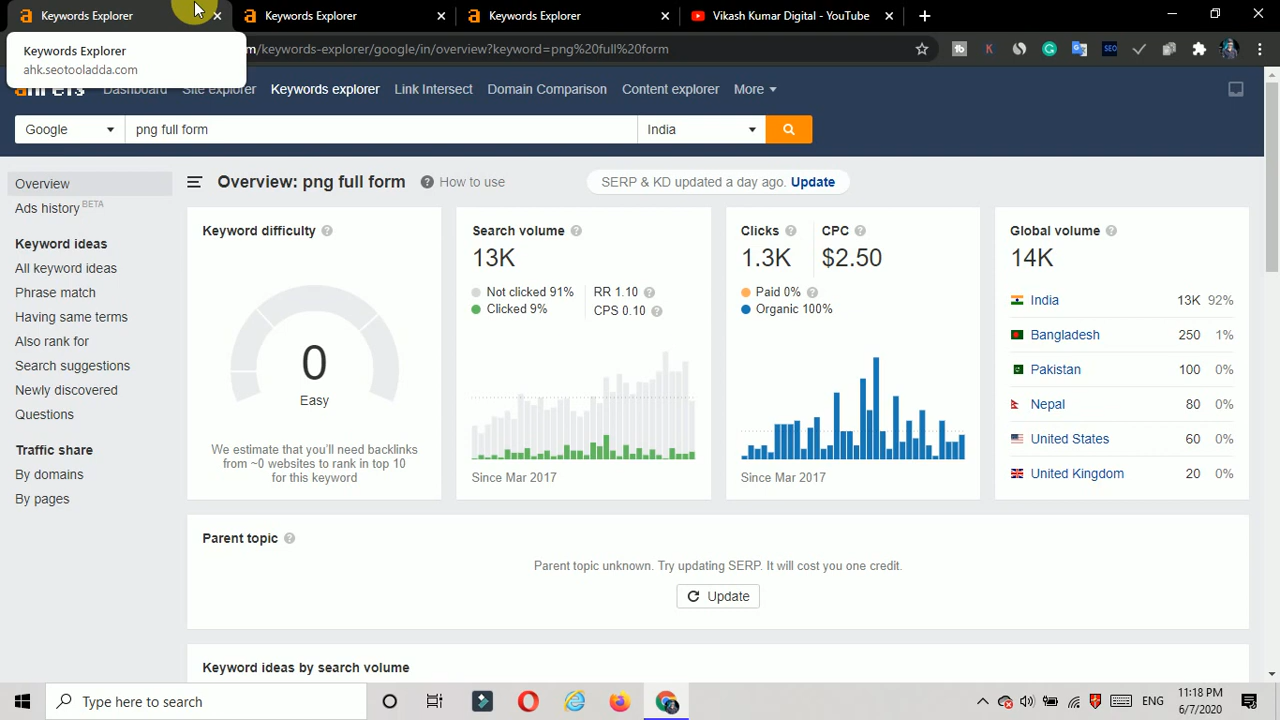 Keywords Explorer
Keywords Explorer
Keywords Explorer
Vikash Kumar Digital - YouTube
Keywords Explorer
ahk.seotooladda.com
m/keywords-explorer/google/in/overview?keyword=png%20full%20form
ahrefs
Dashboard
Site explorer
Keywords explorer
Link Intersect
Domain Comparison
Content explorer
More
Google
png full form
India
Overview
Ads history BETA
Keyword ideas
All keyword ideas
Phrase match
Having same terms
Also rank for
Search suggestions
Newly discovered
Questions
Traffic share
By domains
By pages
Overview: png full form
? How to use
SERP & KD updated a day ago. Update
Keyword difficulty ?
0
Easy
We estimate that you'll need backlinks
from ~0 websites to rank in top 10
for this keyword
Search volume ?
13K
Not clicked 91%
Clicked 9%
RR 1.10 ?
CPS 0.10 ?
Since Mar 2017
Clicks ?
1.3K
CPC ?
$2.50
Paid 0% ?
Organic 100%
Since Mar 2017
Global volume ?
14K
India 13K 92%
Bangladesh 250 1%
Pakistan 100 0%
Nepal 80 0%
United States 60 0%
United Kingdom 20 0%
Parent topic ?
Parent topic unknown. Try updating SERP. It will cost you one credit.
Update
Keyword ideas by search volume
Type here to search
ENG
11:18 PM
6/7/2020